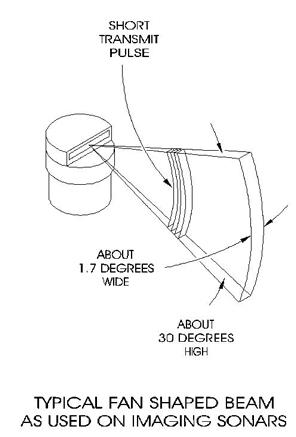 SHORT
TRANSMIT
PULSE
ABOUT
1.7 DEGREES
WIDE
ABOUT
30 DEGREES
HIGH
TYPICAL FAN SHAPED BEAM
AS USED ON IMAGING SONARS